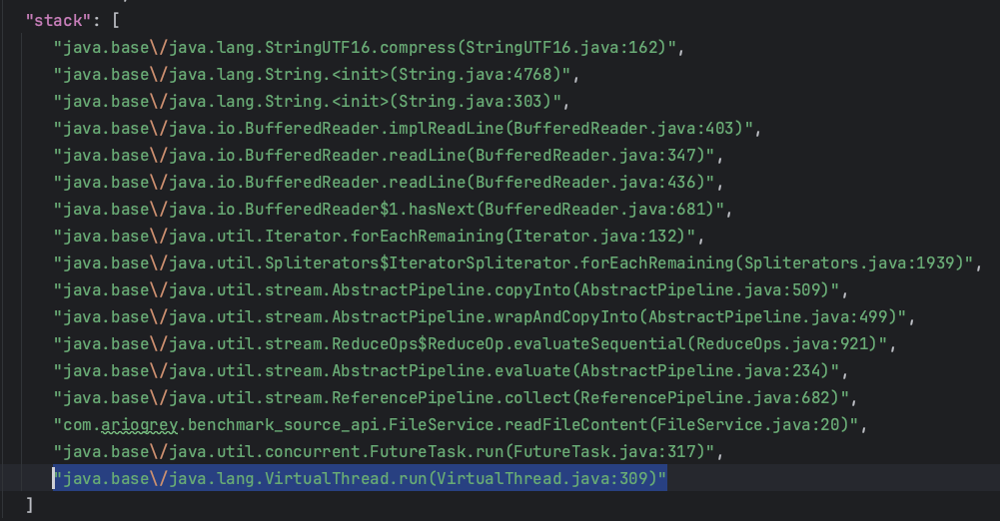 "stack": [
"java.base\/java.lang.StringUTF16.compress(StringUTF16.java:162)",
"java.base\/java.lang.String.<init>(String.java:4768)",
"java.base\/java.lang.String.<init>(String.java:303)",
"java.base\/java.io.BufferedReader.implReadLine(BufferedReader.java:403)",
"java.base\/java.io.BufferedReader.readLine(BufferedReader.java:347)",
"java.base\/java.io.BufferedReader.readLine(BufferedReader.java:436)",
"java.base\/java.io.BufferedReader$1.hasNext(BufferedReader.java:681)",
"java.base\/java.util.Iterator.forEachRemaining(Iterator.java:132)",
"java.base\/java.util.Spliterators$IteratorSpliterator.forEachRemaining(Spliterators.java:1939)",
"java.base\/java.util.stream.AbstractPipeline.copyInto(AbstractPipeline.java:509)",
"java.base\/java.util.stream.AbstractPipeline.wrapAndCopyInto(AbstractPipeline.java:499)",
"java.base\/java.util.stream.ReduceOps$ReduceOp.evaluateSequential(ReduceOps.java:921)",
"java.base\/java.util.stream.AbstractPipeline.evaluate(AbstractPipeline.java:234)",
"java.base\/java.util.stream.ReferencePipeline.collect(ReferencePipeline.java:682)",
"com.ariogrey.benchmark_source_api.FileService.readFileContent(FileService.java:20)",
"java.base\/java.util.concurrent.FutureTask.run(FutureTask.java:317)",
"java.base\/java.lang.VirtualThread.run(VirtualThread.java:309)"
]